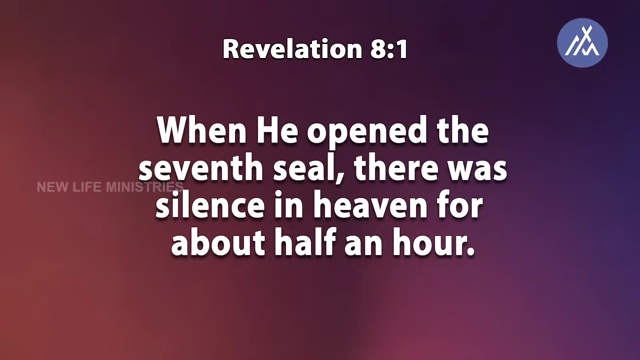 Revelation 8:1
When He opened the
seventh seal, there was
NEW LIFE MINISTRIES
silence in heaven for
about half an hour.